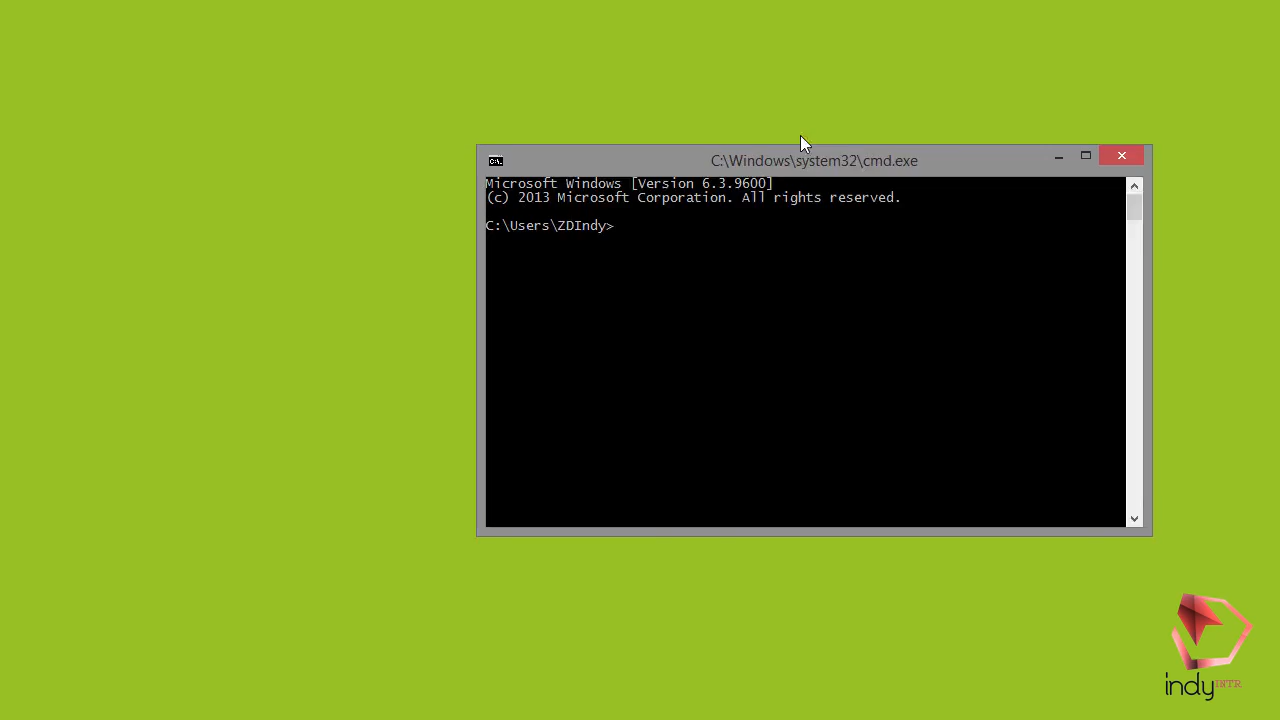 C:\Windows\system32\cmd.exe
Microsoft Windows [Version 6.3.9600]
(c) 2013 Microsoft Corporation. All rights reserved.
C:\Users\ZDIndy>
indy INTR